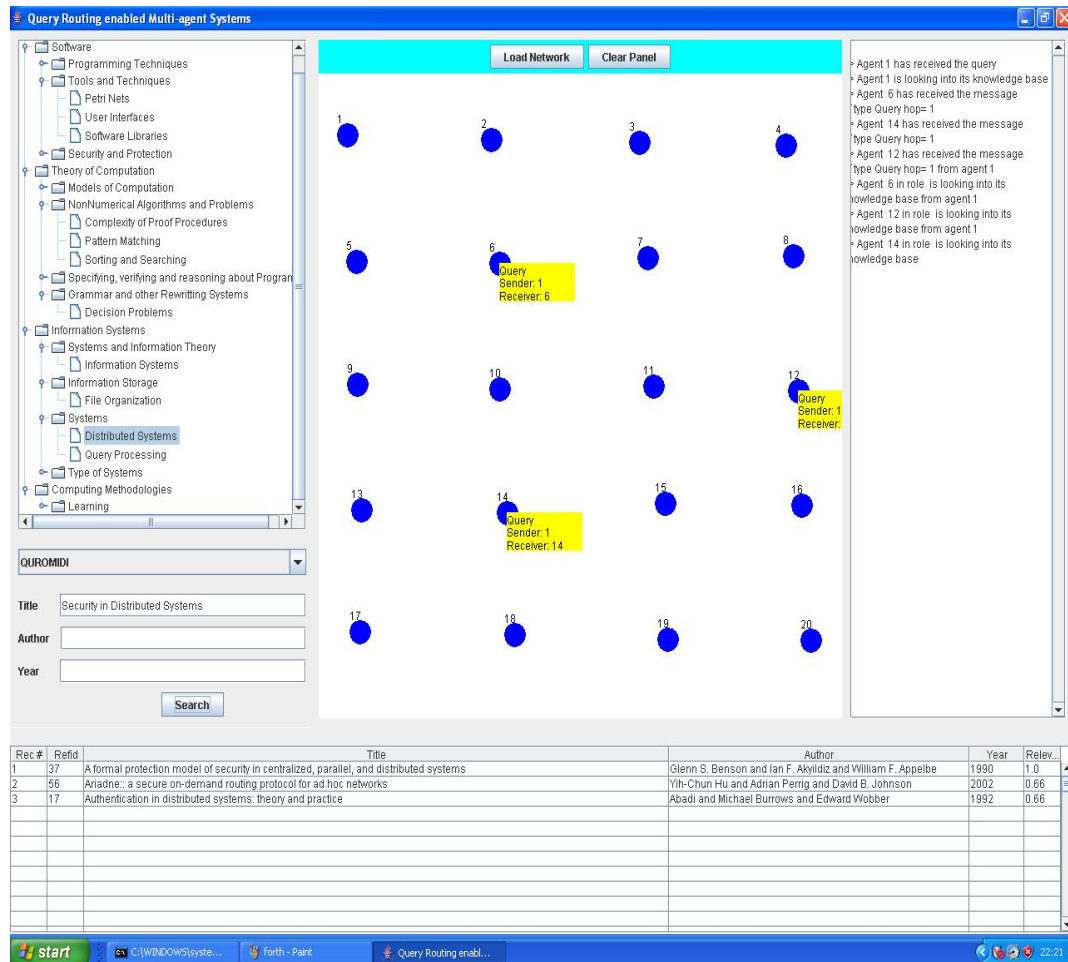 Query Routing enabled Multi-agent Systems
Software
Programming Techniques
Tools and Techniques
Petri Nets
User Interfaces
Software Libraries
Security and Protection
Theory of Computation
Models of Computation
NonNumerical Algorithms and Problems
Complexity of Proof Procedures
Pattern Matching
Sorting and Searching
Specifying, verifying and reasoning about Progran
Grammar and other Rewritting Systems
Decision Problems
Information Systems
Systems and Information Theory
Information Systems
Information Storage
File Organization
Systems
Distributed Systems
Query Processing
Type of Systems
Computing Methodologies
Learning
QUROMIDI
Title Security in Distributed Systems
Author
Year
Search
Load Network Clear Panel
1 2 3 4
5 6 7 8
Query
Sender: 1
Receiver: 6
9 10 11 12
Query
Sender: 1
Receiver:
13 14 15 16
Query
Sender: 1
Receiver: 14
17 18 19 20
> Agent 1 has received the query
> Agent 1 is looking into its knowledge base
> Agent 6 has received the message
type Query hop= 1
> Agent 14 has received the message
type Query hop= 1
> Agent 12 has received the message
type Query hop= 1 from agent 1
> Agent 6 in role is looking into its
nowledge base from agent 1
> Agent 12 in role is looking into its
nowledge base from agent 1
> Agent 14 in role is looking into its
nowledge base
Rec # Refid Title Author Year Relev...
1 37 A formal protection model of security in centralized, parallel, and distributed systems Glenn S. Benson and Ian F. Akyildiz and William F. Appelbe 1990 1.0
2 56 Ariadne:: a secure on-demand routing protocol for ad hoc networks Yih-Chun Hu and Adrian Perrig and David B. Johnson 2002 0.66
3 17 Authentication in distributed systems: theory and practice Abadi and Michael Burrows and Edward Wobber 1992 0.66
start C:\WINDOWS\syste... forth - Paint Query Routing enabl... 22:21